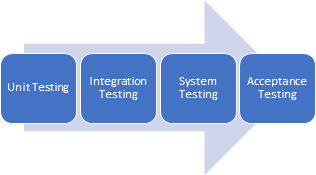 Unit Testing
Integration
Testing
System
Testing
Acceptance
Testing